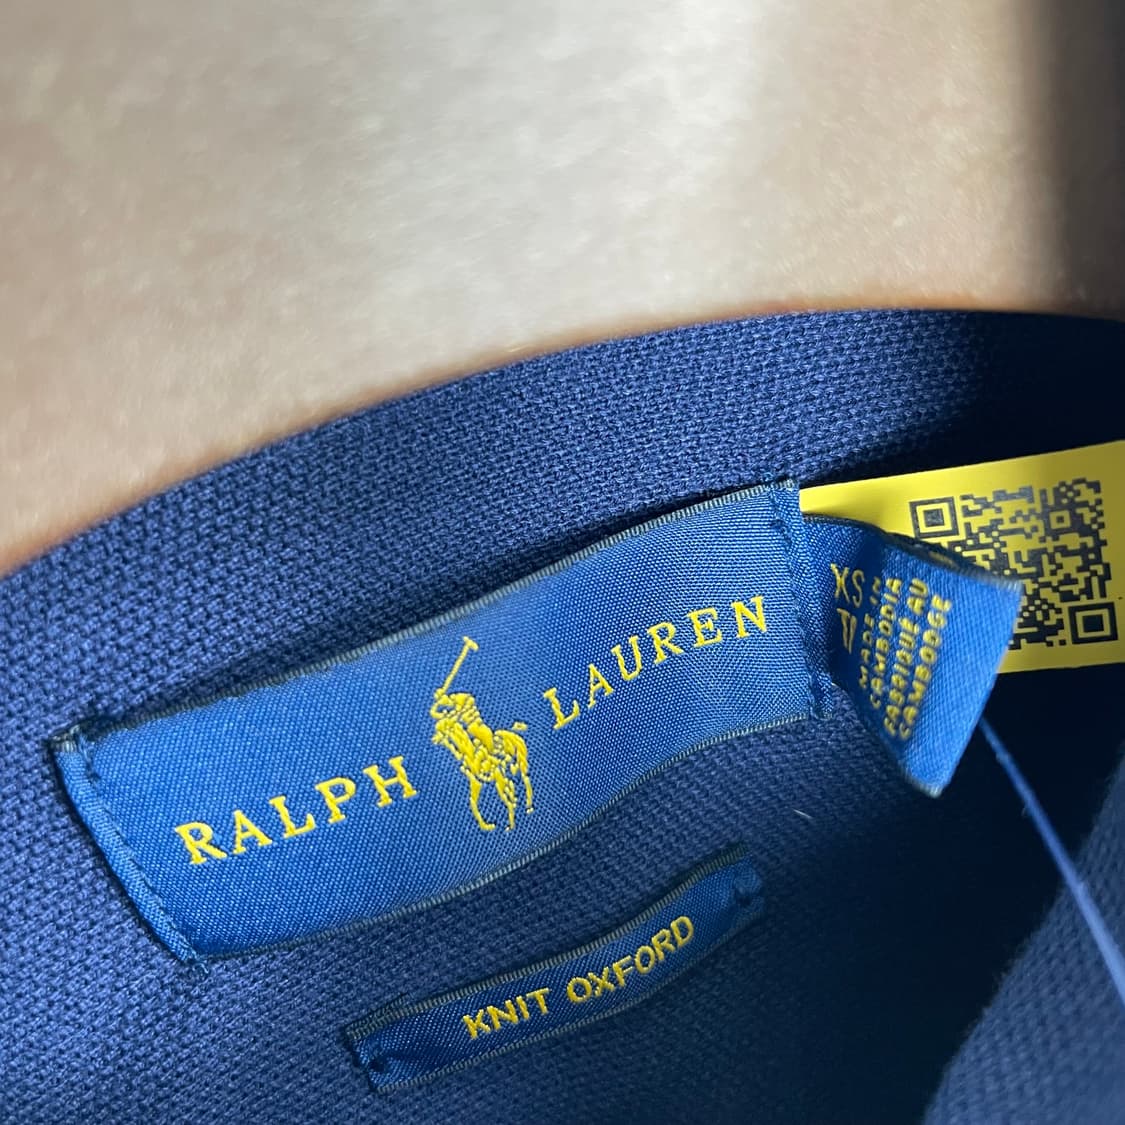 RALPH LAUREN
KNIT OXFORD
XS
MADE IN
CAMBODIA
FABRIQUÉ AU
CAMBODGE